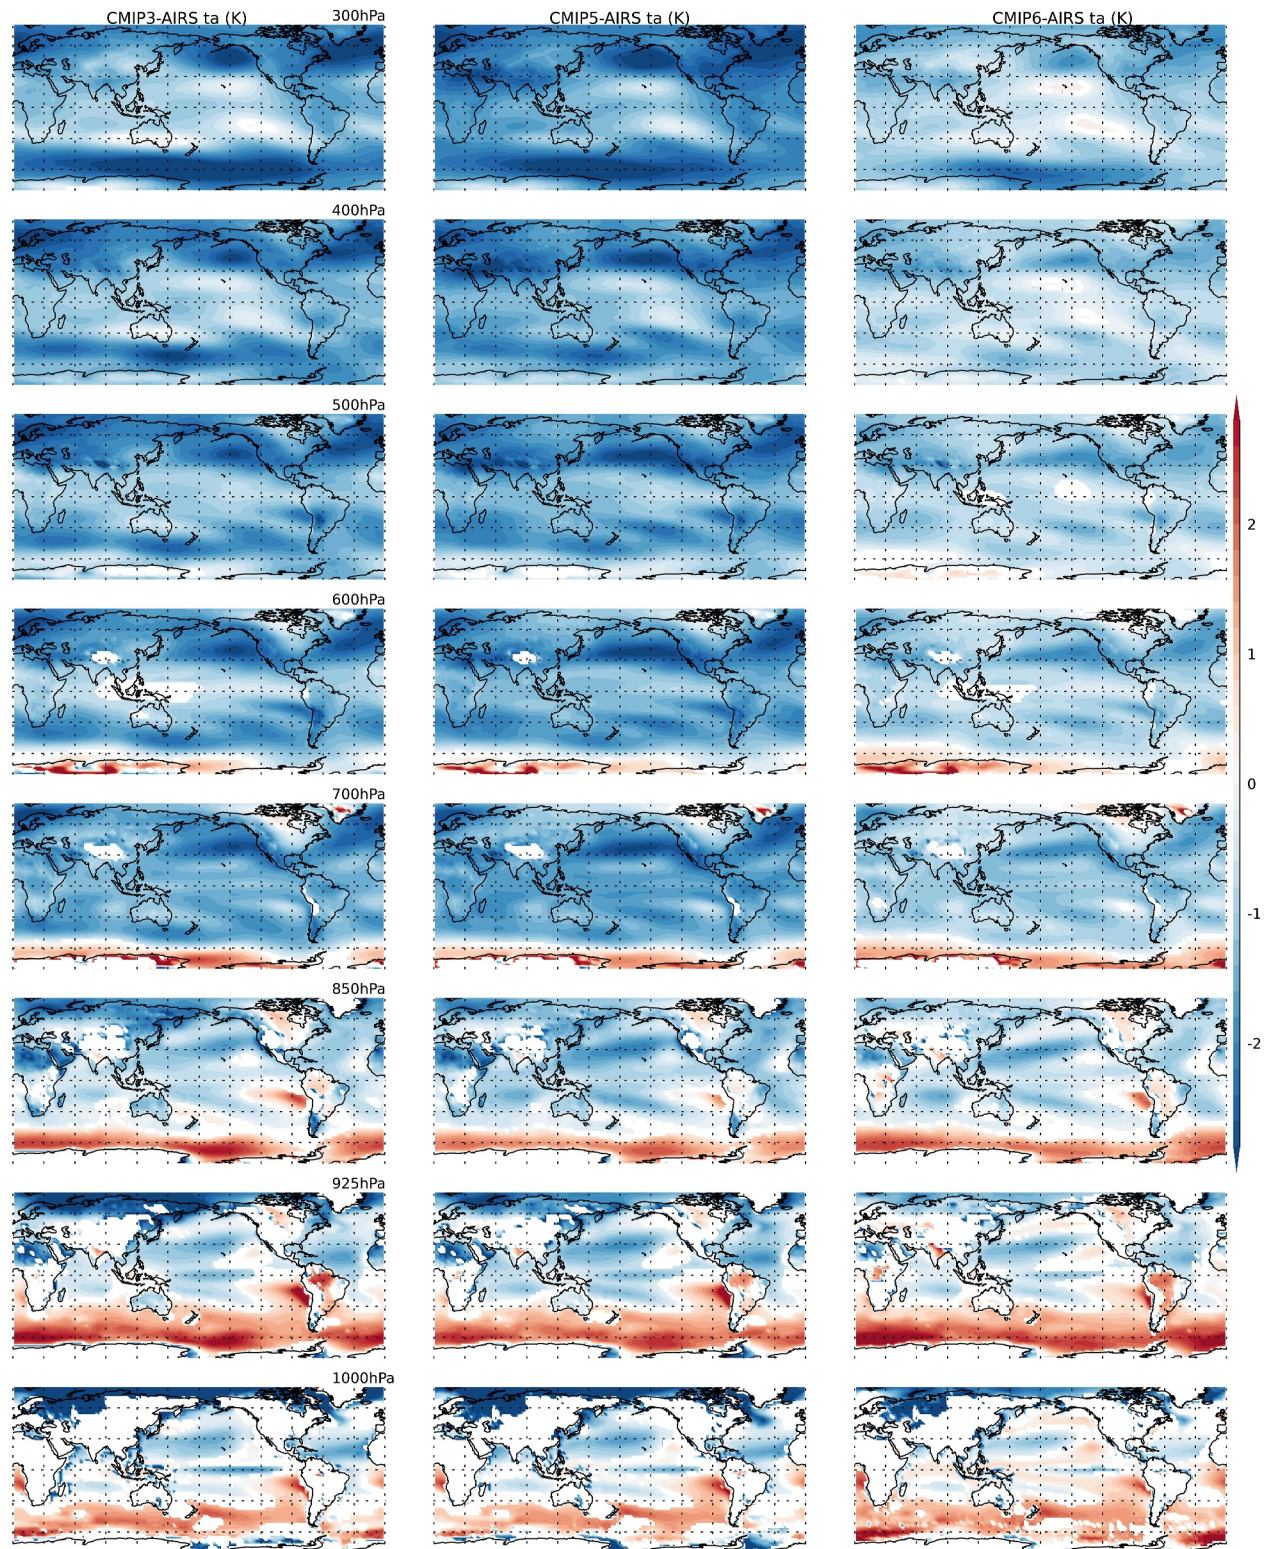 CMIP3-AIRS ta (K)
300hPa
CMIP5-AIRS ta (K)
CMIP6-AIRS ta (K)
400hPa
500hPa
600hPa
700hPa
850hPa
925hPa
1000hPa
2
1
0
-1
-2